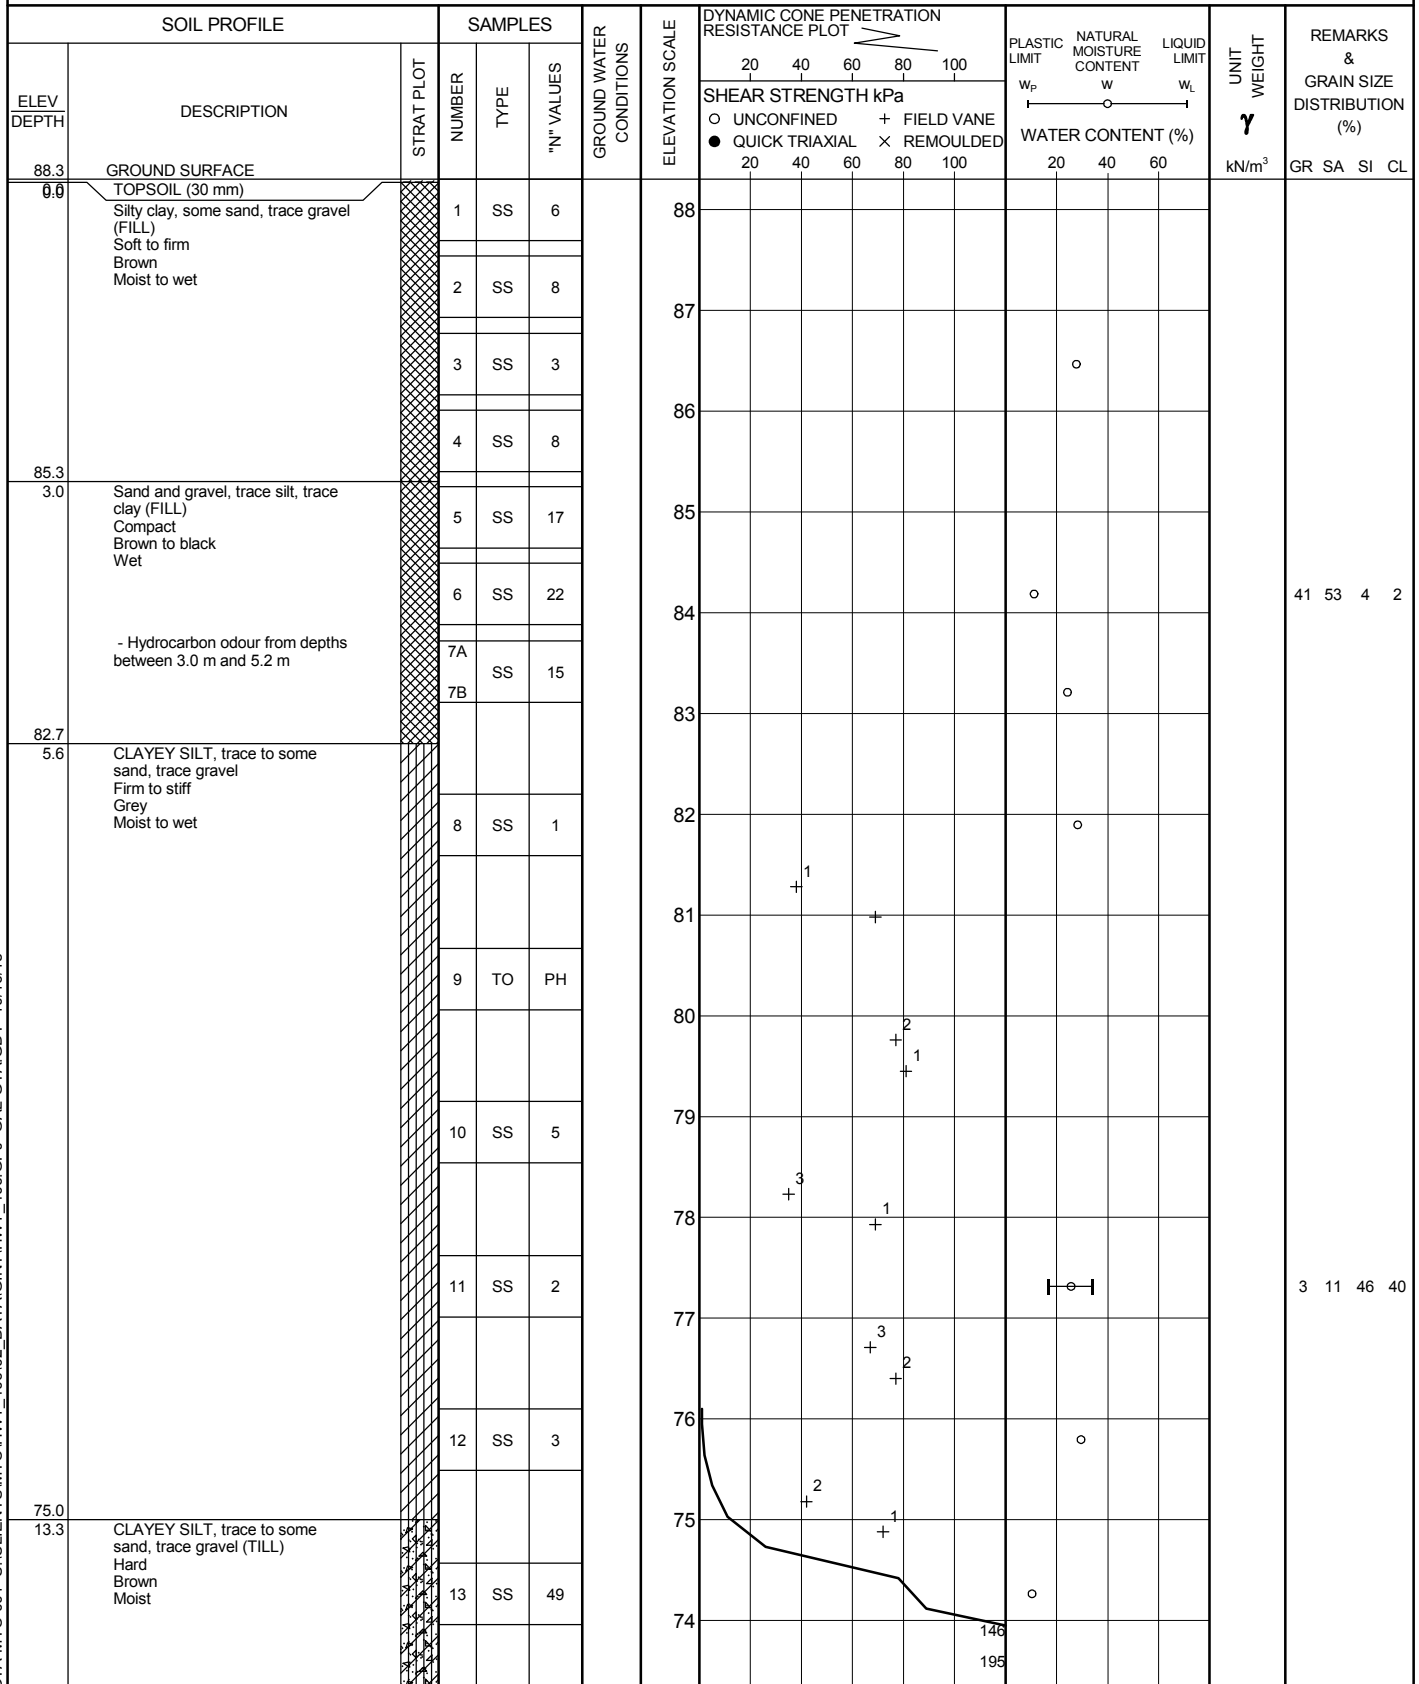 SOIL PROFILE
SAMPLES
GROUND WATER
CONDITIONS
ELEVATION SCALE
DYNAMIC CONE PENETRATION
RESISTANCE PLOT
20 40 60 80 100
SHEAR STRENGTH kPa
UNCONFINED + FIELD VANE
QUICK TRIAXIAL × REMOULDED
20 40 60 80 100
PLASTIC
LIMIT
NATURAL
MOISTURE
CONTENT
LIQUID
LIMIT
WP W WL
WATER CONTENT (%)
20 40 60
UNIT
WEIGHT
γ
kN/m³
REMARKS
&
GRAIN SIZE
DISTRIBUTION
(%)
GR SA SI CL
ELEV
DEPTH
DESCRIPTION
STRAT PLOT
NUMBER
TYPE
"N" VALUES
88.3 GROUND SURFACE
0.0
0.0
TOPSOIL (30 mm)
Silty clay, some sand, trace gravel
(FILL)
Soft to firm
Brown
Moist to wet
1 SS 6
88
2 SS 8
87
3 SS 3
86
4 SS 8
85.3
3.0 Sand and gravel, trace silt, trace
clay (FILL)
Compact
Brown to black
Wet
5 SS 17
85
6 SS 22
41 53 4 2
84
- Hydrocarbon odour from depths
between 3.0 m and 5.2 m
7A
7B
SS 15
83
82.7
5.6 CLAYEY SILT, trace to some
sand, trace gravel
Firm to stiff
Grey
Moist to wet
8 SS 1
82
1
81
9 TO PH
80
2
1
79
10 SS 5
3
78
1
11 SS 2
3 11 46 40
77
3
2
76
12 SS 3
2
75.0
75
1
13.3 CLAYEY SILT, trace to some
sand, trace gravel (TILL)
Hard
Brown
Moist
13 SS 49
74
146
195